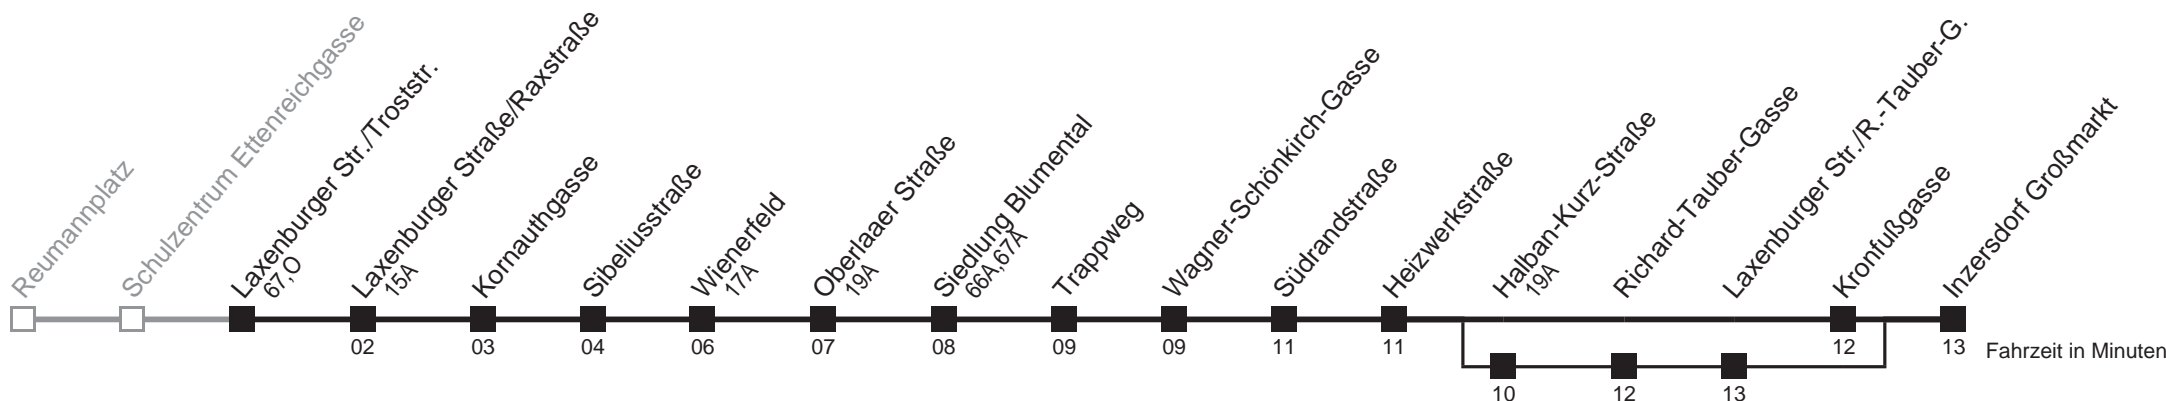 Reumannplatz
Schulzentrum Ettenreichgasse
Laxenburger Str./Troststr.
67,O
Laxenburger Straße/Raxstraße
15A
Kornauthgasse
Sibeliusstraße
Wienerfeld
17A
Oberlaaer Straße
19A
Siedlung Blumental
66A,67A
Trappweg
Wagner-Schönkirch-Gasse
Südrandstraße
Heizwerkstraße
Halban-Kurz-Straße
19A
Richard-Tauber-Gasse
Laxenburger Str./R.-Tauber-G.
Kronfußgasse
Inzersdorf Großmarkt
02 03 04 06 07 08 09 09 11 11 12 13 Fahrzeit in Minuten
10 12 13